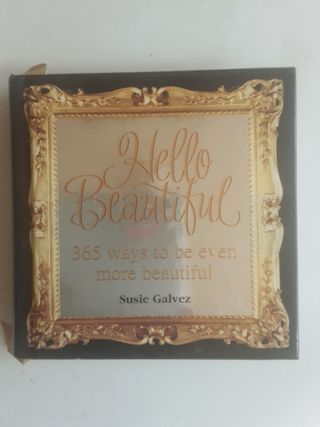 Hello
Beautiful
365 ways to be even
more beautiful
Susie Galvez